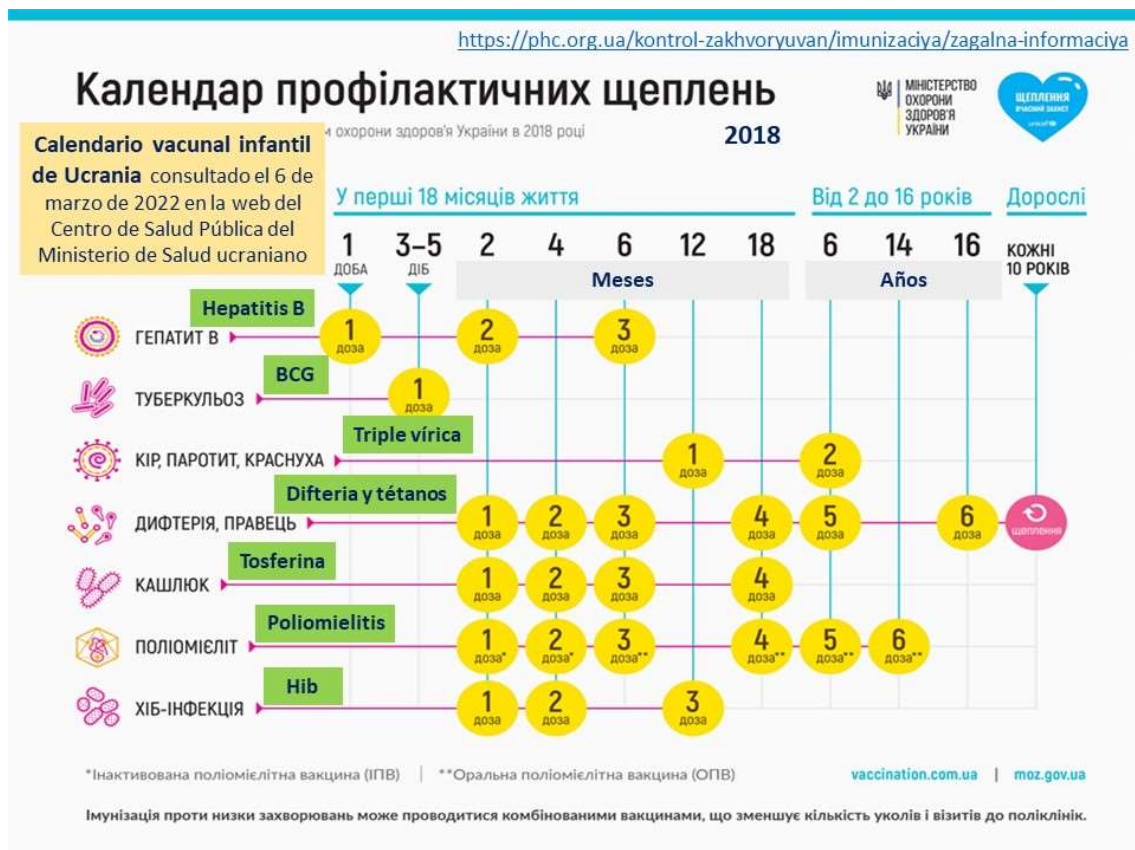 https://phc.org.ua/kontrol-zakhvoryuvan/imunizaciya/zagalna-informaciya
Календар профілактичних щеплень
МІНІСТЕРСТВО
ОХОРОНИ
ЗДОРОВ'Я
УКРАЇНИ
ЩЕПЛЕННЯ
ВЧАСНИЙ ЗАХИСТ
unicef
охорони здоров'я України в 2018 році
2018
Calendario vacunal infantil
de Ucrania consultado el 6 de
marzo de 2022 en la web del
Centro de Salud Pública del
Ministerio de Salud ucraniano
У перші 18 місяців життя
Від 2 до 16 років
Дорослі
1 3–5 2 4 6 12 18 6 14 16 КОЖНІ
ДОБА ДІБ 10 РОКІВ
Meses Años
Hepatitis B
ГЕПАТИТ В 1 доза 2 доза 3 доза
BCG
ТУБЕРКУЛЬОЗ 1 доза
Triple vírica
КІР, ПАРОТИТ, КРАСНУХА 1 доза 2 доза
Difteria y tétanos
ДИФТЕРІЯ, ПРАВЕЦЬ 1 доза 2 доза 3 доза 4 доза 5 доза 6 доза щеплення
Tosferina
КАШЛЮК 1 доза 2 доза 3 доза 4 доза
Poliomielitis
ПОЛІОМІЄЛІТ 1 доза* 2 доза* 3 доза** 4 доза** 5 доза** 6 доза**
Hib
ХІБ-ІНФЕКЦІЯ 1 доза 2 доза 3 доза
*Інактивована поліомієлітна вакцина (ІПВ) | **Оральна поліомієлітна вакцина (ОПВ)
vaccination.com.ua | moz.gov.ua
Імунізація проти низки захворювань може проводитися комбінованими вакцинами, що зменшує кількість уколів і візитів до поліклінік.